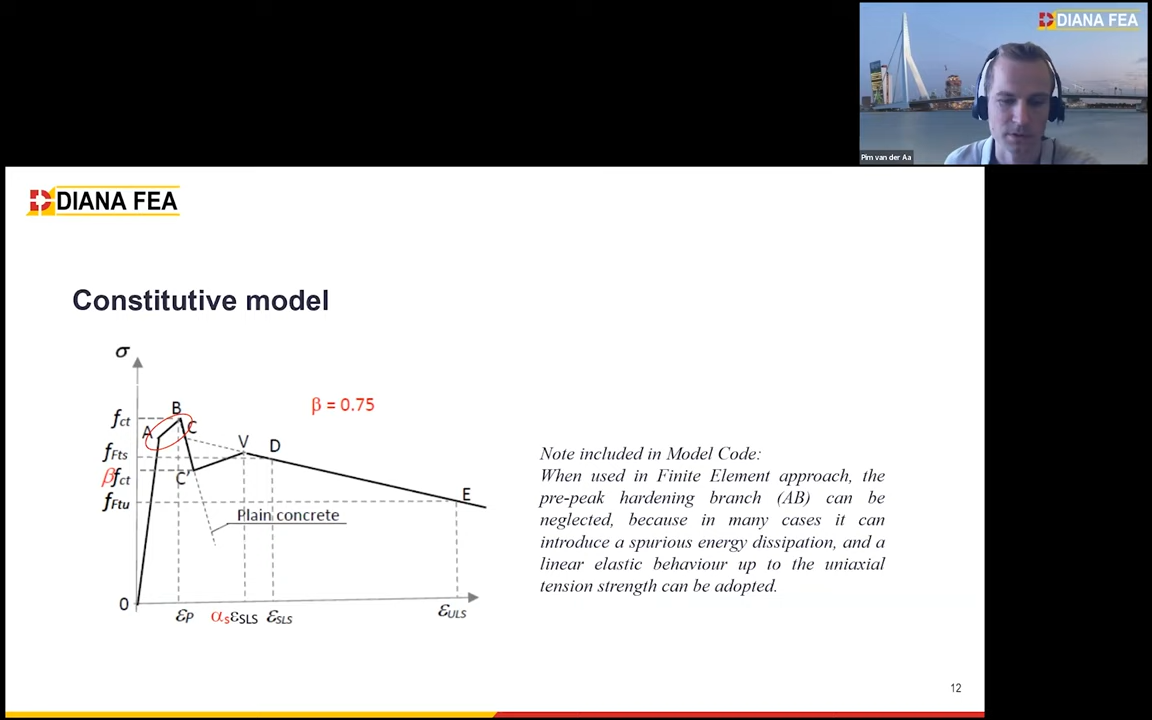 DIANA FEA
Pim van der Aa
DIANA FEA
Constitutive model
σ
f_ct
f_Fts
βf_ct
f_Ftu
0
A
B
C
C'
V
D
E
β = 0.75
Plain concrete
ε_P
α_sε_SLS
ε_SLS
ε_ULS
Note included in Model Code:
When used in Finite Element approach, the
pre-peak hardening branch (AB) can be
neglected, because in many cases it can
introduce a spurious energy dissipation, and a
linear elastic behaviour up to the uniaxial
tension strength can be adopted.
12